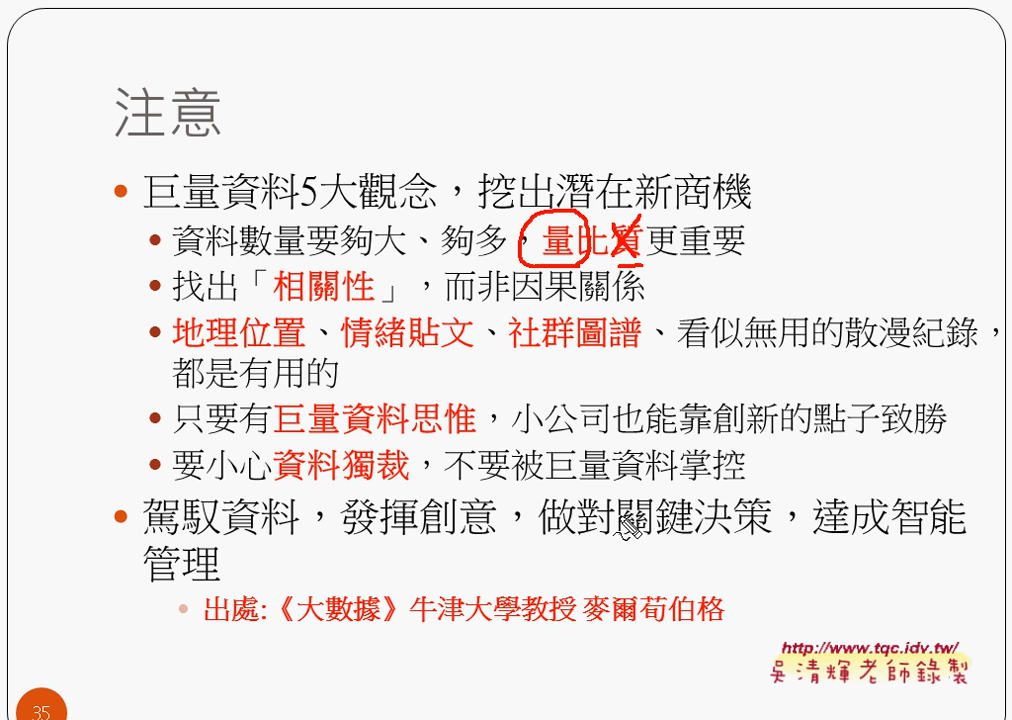 注意
巨量資料5大觀念，挖出潛在新商機
資料數量要夠大、夠多，量比質更重要
找出「相關性」，而非因果關係
地理位置、情緒貼文、社群圖譜、看似無用的散漫紀錄，
都是有用的
只要有巨量資料思惟，小公司也能靠創新的點子致勝
要小心資料獨裁，不要被巨量資料掌控
駕馭資料，發揮創意，做對關鍵決策，達成智能
管理
出處:《大數據》牛津大學教授 麥爾荀伯格
http://www.tqc.idv.tw/
吳清輝老師錄製
35